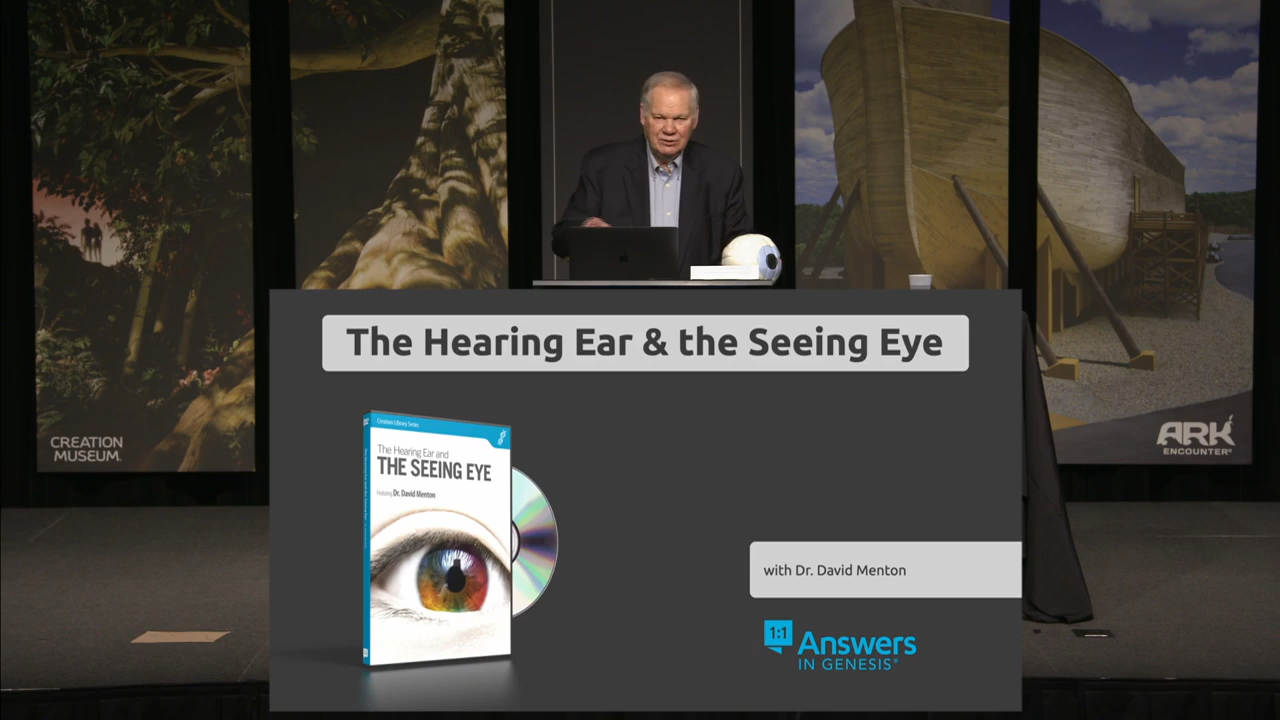 The Hearing Ear & the Seeing Eye
Creation Library Series
The Hearing Ear and
THE SEEING EYE
Featuring Dr. David Menton
with Dr. David Menton
1:1
Answers
IN GENESIS®
CREATION
MUSEUM®
ARK
ENCOUNTER®